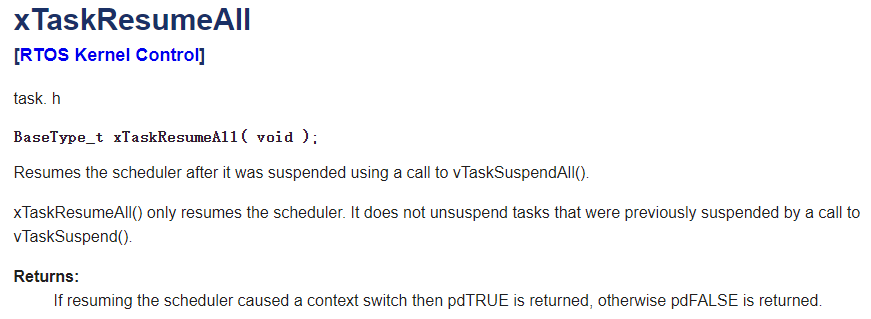 xTaskResumeAll
[RTOS Kernel Control]
task. h
BaseType_t xTaskResumeAll( void );
Resumes the scheduler after it was suspended using a call to vTaskSuspendAll().
xTaskResumeAll() only resumes the scheduler. It does not unsuspend tasks that were previously suspended by a call to
vTaskSuspend().
Returns:
If resuming the scheduler caused a context switch then pdTRUE is returned, otherwise pdFALSE is returned.